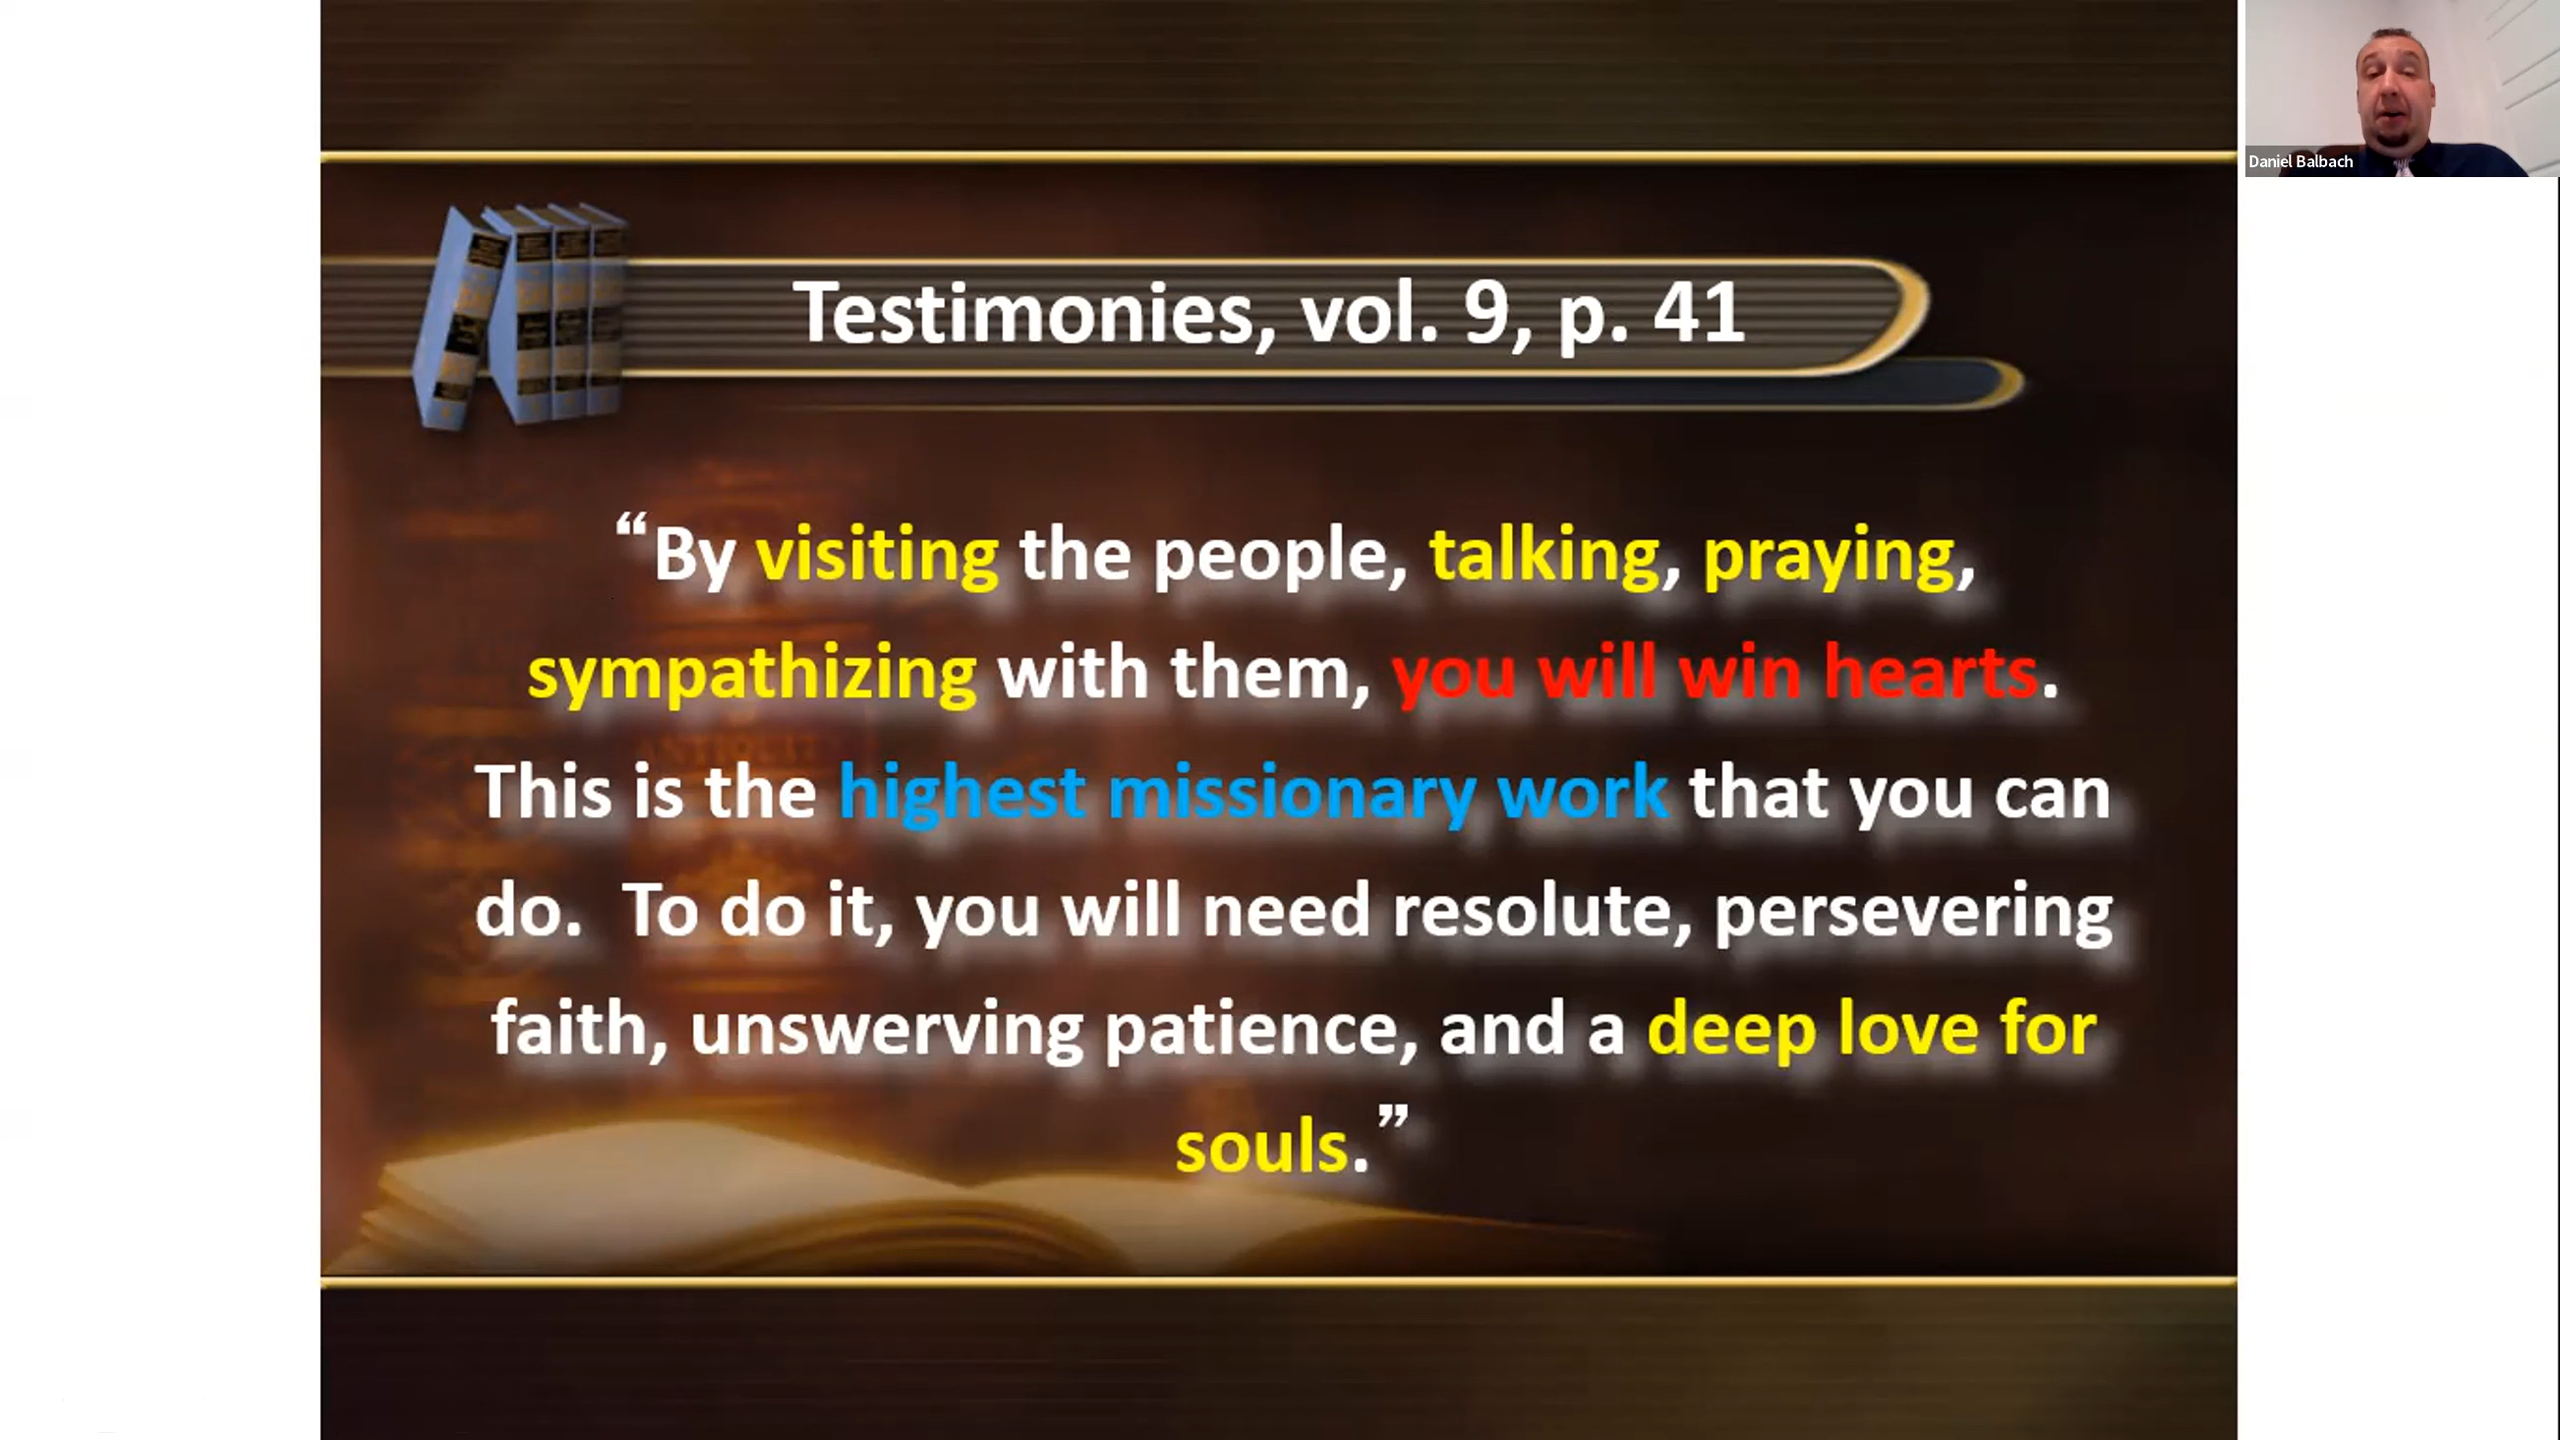 Daniel Balbach
Testimonies, vol. 9, p. 41
“By visiting the people, talking, praying,
sympathizing with them, you will win hearts.
This is the highest missionary work that you can
do.  To do it, you will need resolute, persevering
faith, unswerving patience, and a deep love for
souls.”